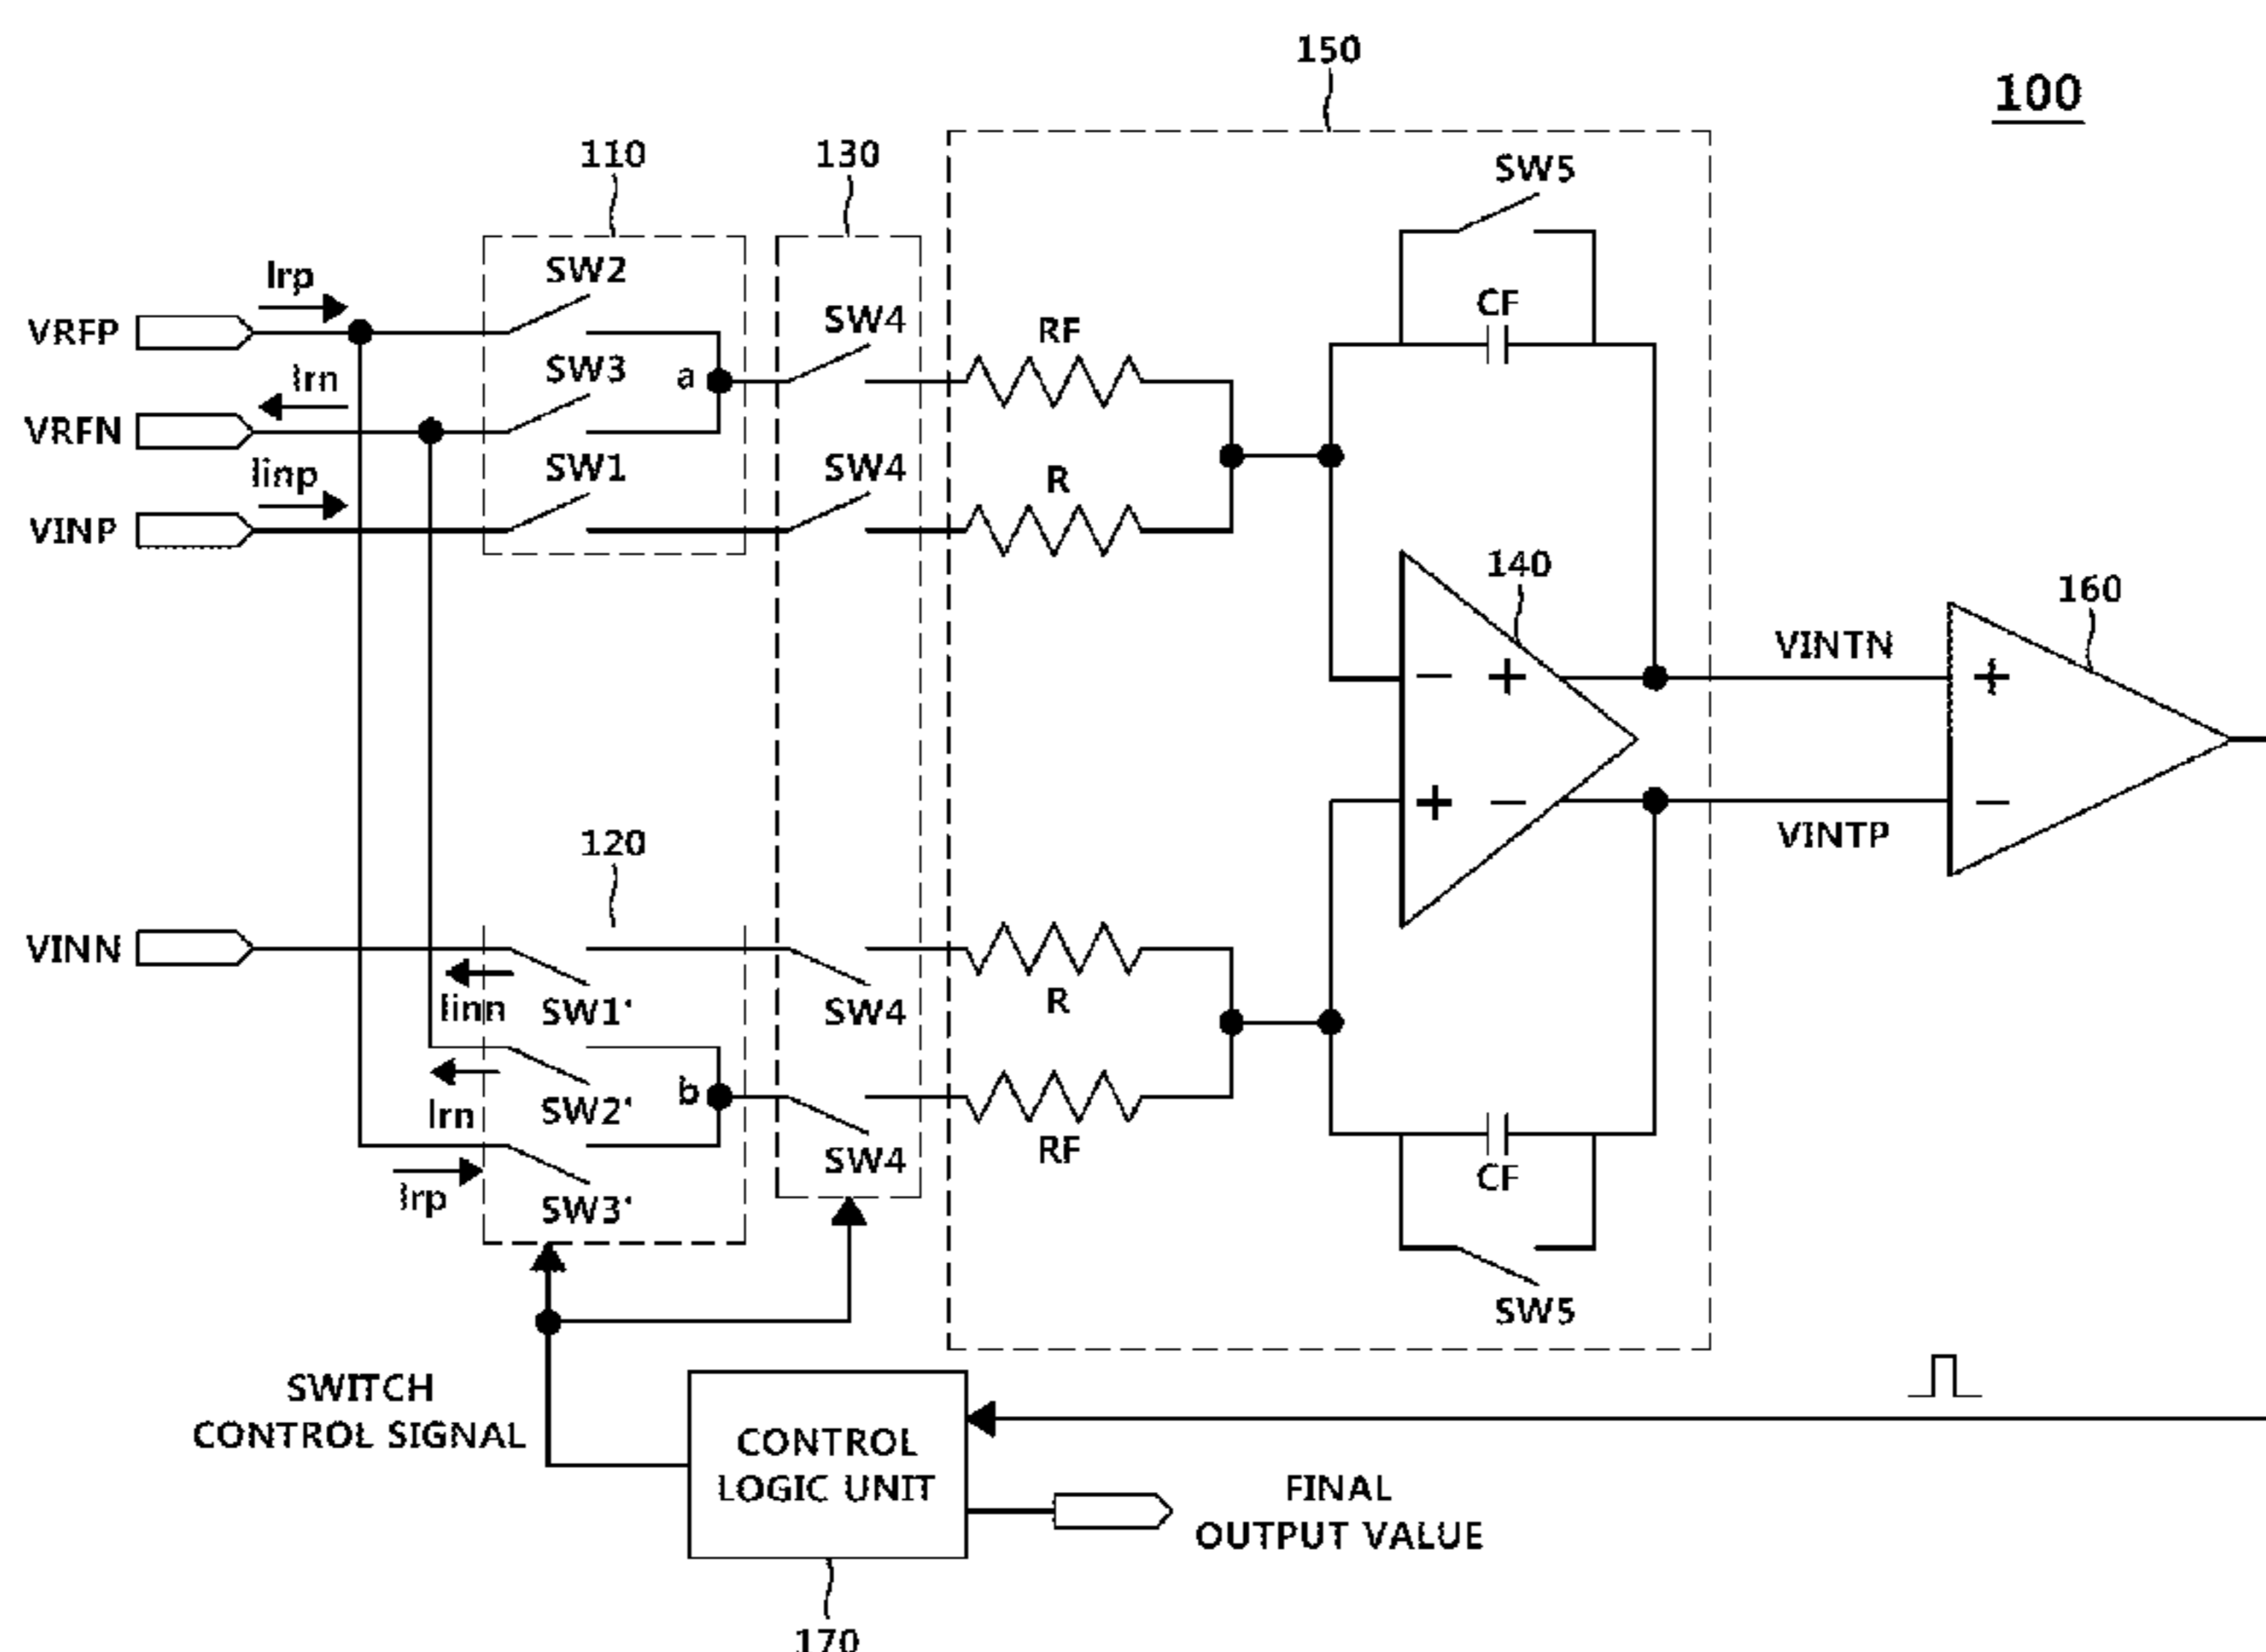 150
100
110
130
SW5
SW2
Irp
CF
SW4
VRFP
RF
SW3
Irn
a
VRFN
SW1
SW4
Iinp
R
VINP
140
160
VINTN
− +
+
+ −
−
VINTP
120
VINN
Iinn
SW1'
SW4
R
b
Irn
SW2'
RF
SW4
CF
Irp
SW3'
SW5
SWITCH
CONTROL SIGNAL
CONTROL
LOGIC UNIT
FINAL
OUTPUT VALUE
170